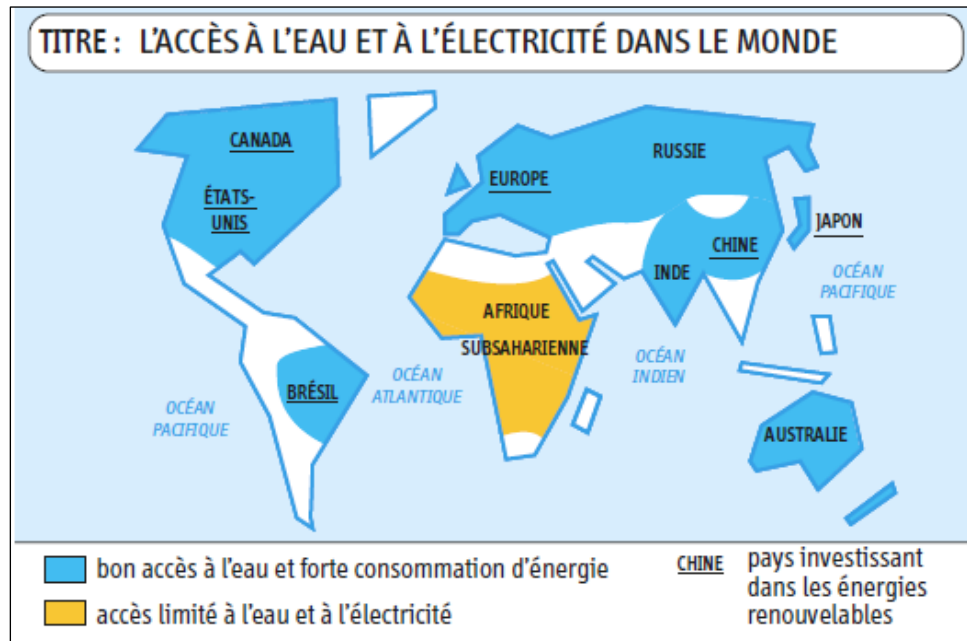 TITRE : L'ACCÈS À L'EAU ET À L'ÉLECTRICITÉ DANS LE MONDE
CANADA
ÉTATS-
UNIS
EUROPE
RUSSIE
JAPON
CHINE
INDE
OCÉAN
PACIFIQUE
AFRIQUE
SUBSAHARIENNE
OCÉAN
INDIEN
OCÉAN
ATLANTIQUE
BRÉSIL
OCÉAN
PACIFIQUE
AUSTRALIE
bon accès à l'eau et forte consommation d'énergie
accès limité à l'eau et à l'électricité
CHINE pays investissant
dans les énergies
renouvelables